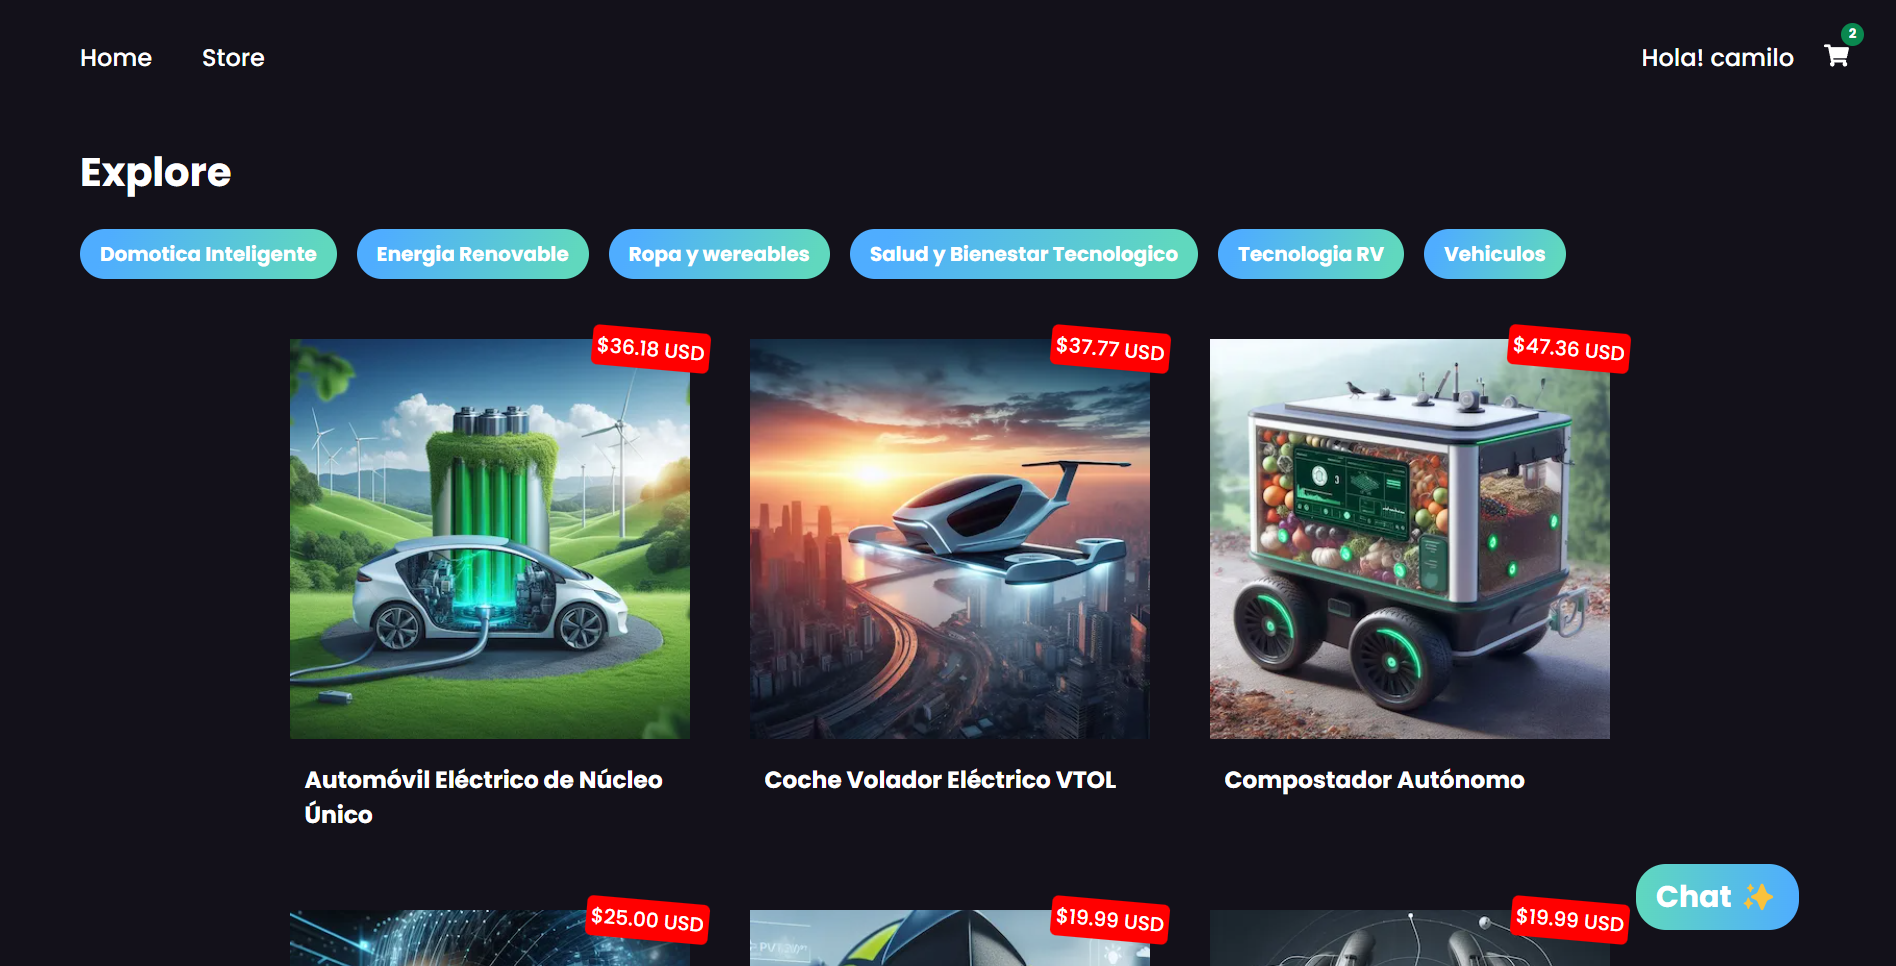 Home
Store
Hola! camilo
2
Explore
Domotica Inteligente
Energia Renovable
Ropa y wereables
Salud y Bienestar Tecnologico
Tecnologia RV
Vehiculos
$36.18 USD
$37.77 USD
$47.36 USD
Automóvil Eléctrico de Núcleo
Único
Coche Volador Eléctrico VTOL
Compostador Autónomo
$25.00 USD
$19.99 USD
$19.99 USD
Chat ✨